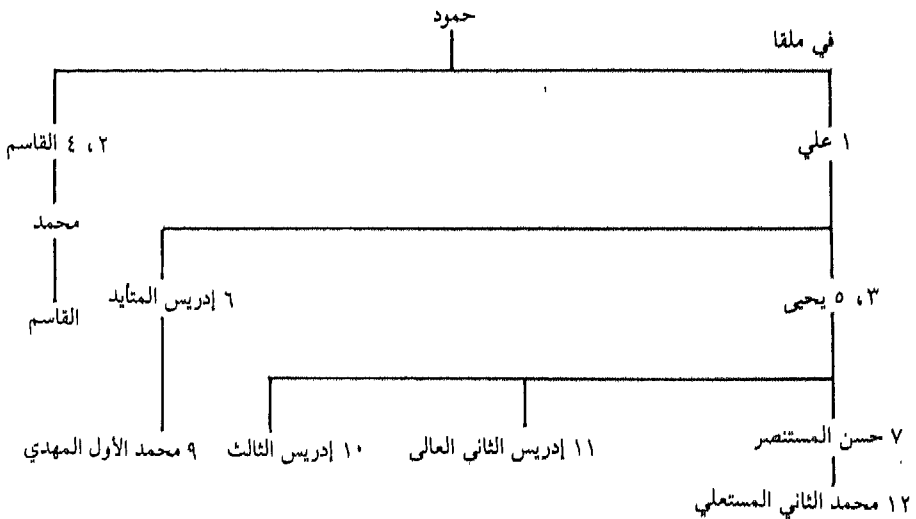 حمود
في ملقا
١ علي
٢، ٤ القاسم
محمد
٣، ٥ يحيى
٦ إدريس المتأيد
القاسم
٧ حسن المستنصر
١١ إدريس الثاني العالى
١٠ إدريس الثالث
٩ محمد الأول المهدي
١٢ محمد الثاني المستعلي